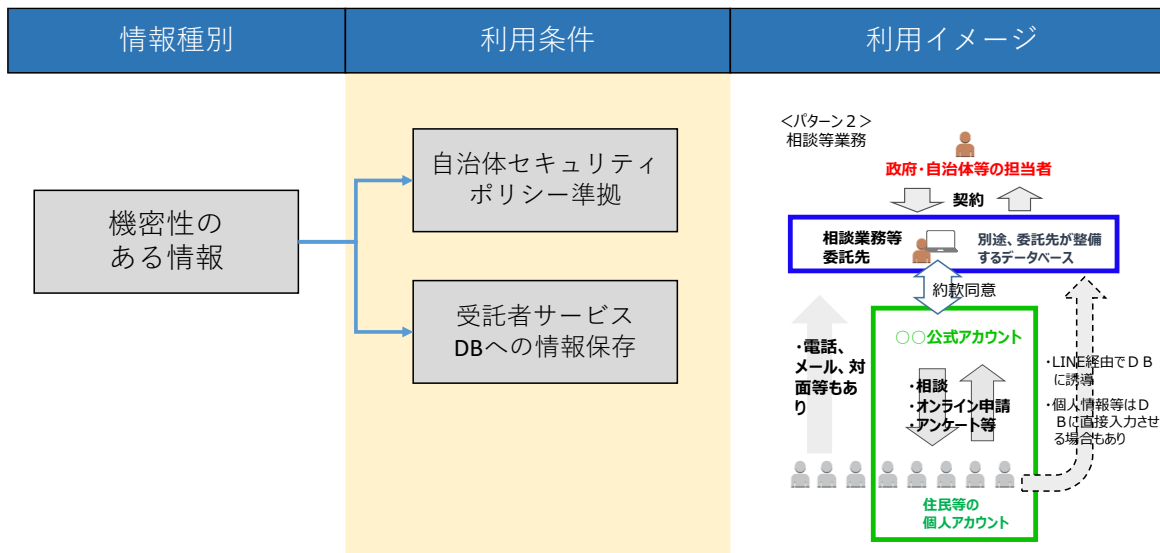 情報種別
利用条件
利用イメージ
機密性の
ある情報
自治体セキュリティ
ポリシー準拠
受託者サービス
DBへの情報保存
＜パターン２＞
相談等業務
政府・自治体等の担当者
契約
相談業務等
委託先
別途、委託先が整備
するデータベース
約款同意
○○公式アカウント
・電話、
メール、対
面等もあ
り
・相談
・オンライン申請
・アンケート等
・LINE経由でＤＢ
に誘導
・個人情報等はＤ
Ｂに直接入力させ
る場合もあり
住民等の
個人アカウント